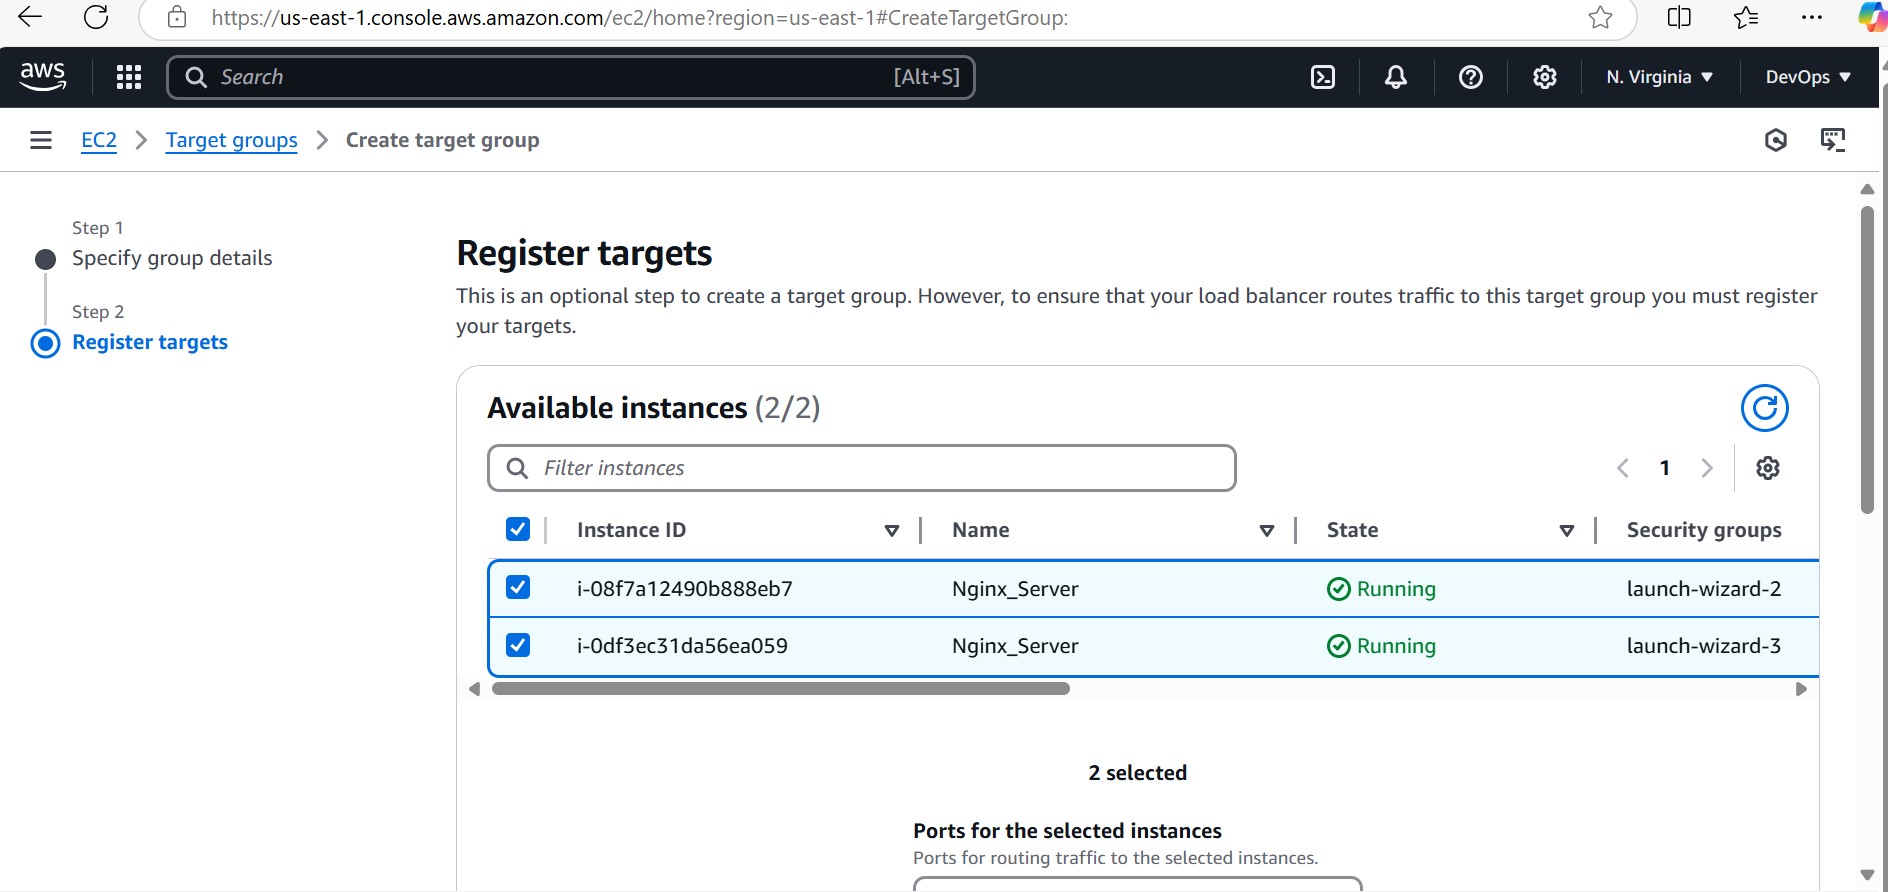 https://us-east-1.console.aws.amazon.com/ec2/home?region=us-east-1#CreateTargetGroup:
aws
Search
[Alt+S]
N. Virginia
DevOps
EC2 > Target groups > Create target group
Step 1
Specify group details
Step 2
Register targets
Register targets
This is an optional step to create a target group. However, to ensure that your load balancer routes traffic to this target group you must register
your targets.
Available instances (2/2)
Filter instances
1
Instance ID Name State Security groups
i-08f7a12490b888eb7 Nginx_Server Running launch-wizard-2
i-0df3ec31da56ea059 Nginx_Server Running launch-wizard-3
2 selected
Ports for the selected instances
Ports for routing traffic to the selected instances.